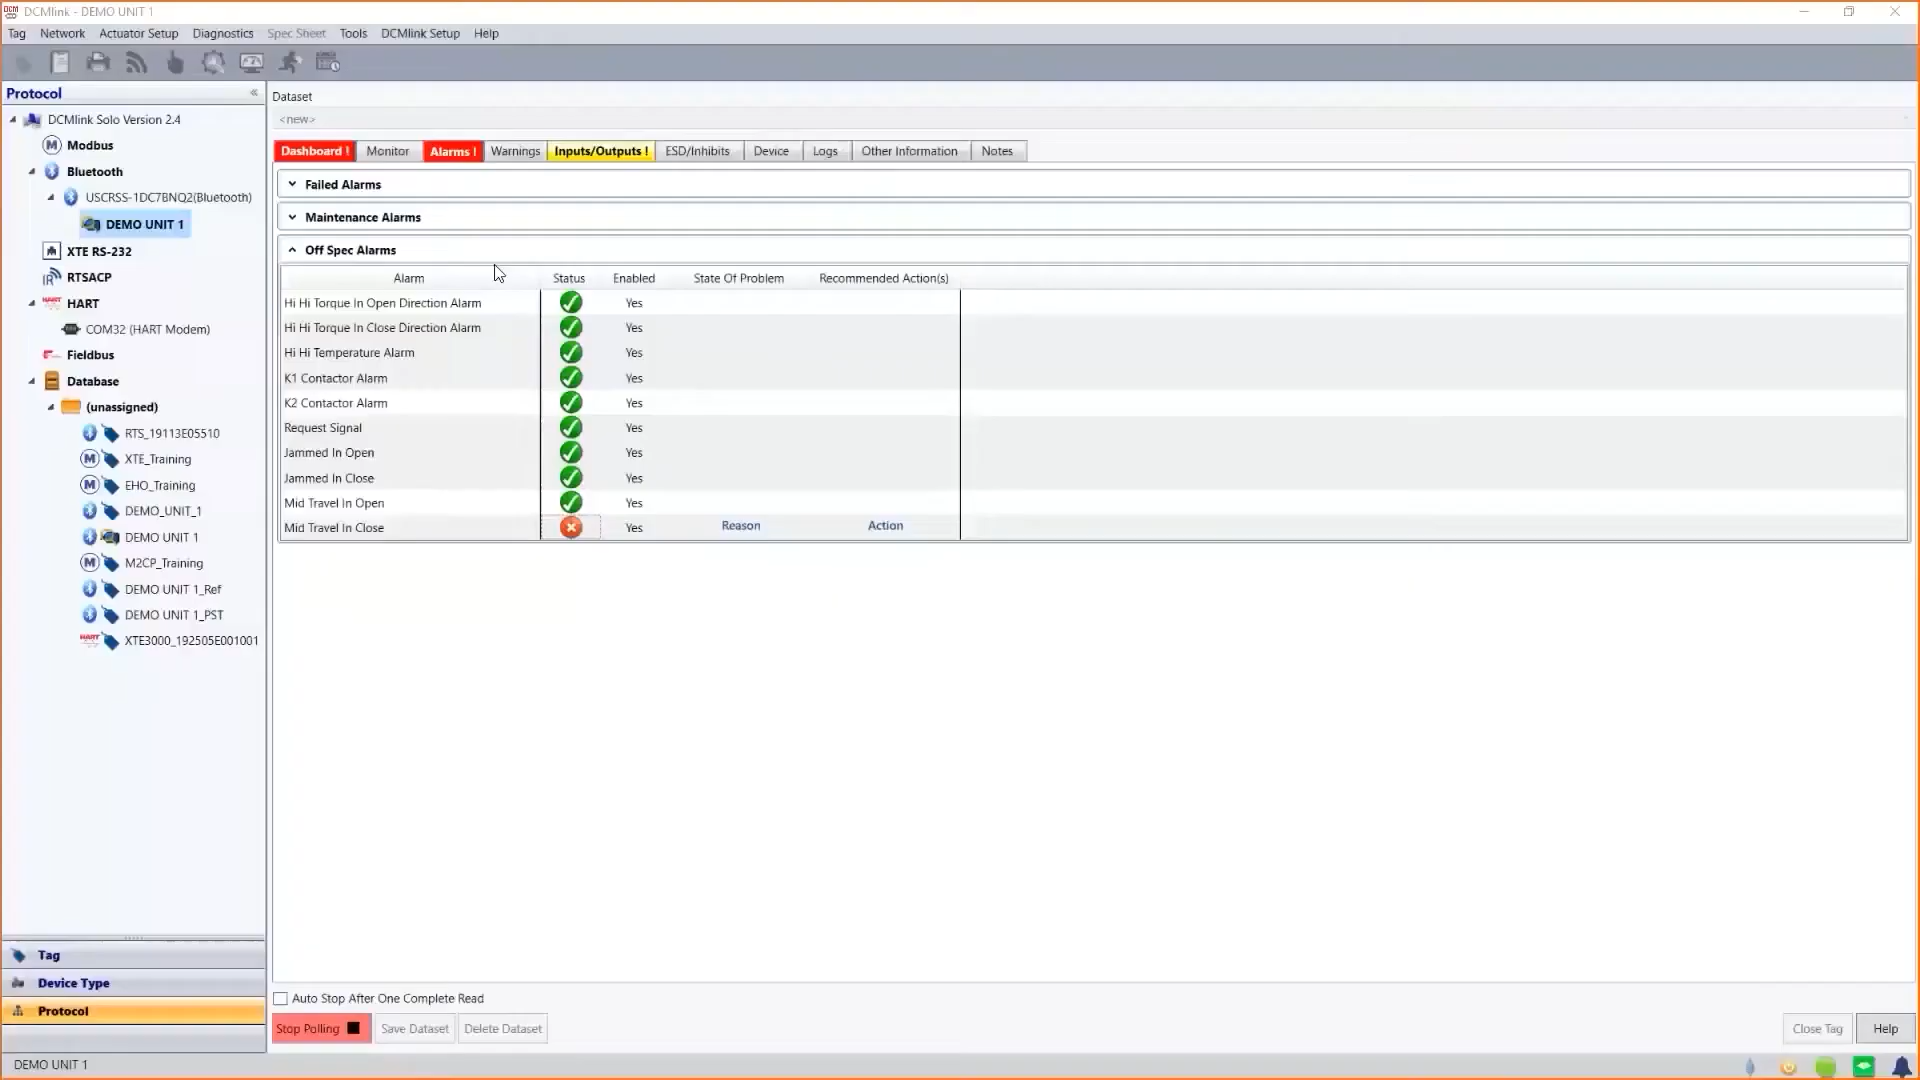 DCMlink - DEMO UNIT 1
Tag Network Actuator Setup Diagnostics Spec Sheet Tools DCMlink Setup Help
Protocol
DCMlink Solo Version 2.4
Modbus
Bluetooth
USCRSS-1DC7BNQ2(Bluetooth)
DEMO UNIT 1
XTE RS-232
RTSACP
HART
COM32 (HART Modem)
Fieldbus
Database
(unassigned)
RTS_19113E05510
XTE_Training
EHO_Training
DEMO_UNIT_1
DEMO UNIT 1
M2CP_Training
DEMO UNIT 1_Ref
DEMO UNIT 1_PST
XTE3000_192505E001001
Tag
Device Type
Protocol
Dataset
<new>
Dashboard ! Monitor Alarms ! Warnings Inputs/Outputs ! ESD/Inhibits Device Logs Other Information Notes
Failed Alarms
Maintenance Alarms
Off Spec Alarms
Alarm Status Enabled State Of Problem Recommended Action(s)
Hi Hi Torque In Open Direction Alarm Yes
Hi Hi Torque In Close Direction Alarm Yes
Hi Hi Temperature Alarm Yes
K1 Contactor Alarm Yes
K2 Contactor Alarm Yes
Request Signal Yes
Jammed In Open Yes
Jammed In Close Yes
Mid Travel In Open Yes
Mid Travel In Close Yes Reason Action
Auto Stop After One Complete Read
Stop Polling Save Dataset Delete Dataset Close Tag Help
DEMO UNIT 1